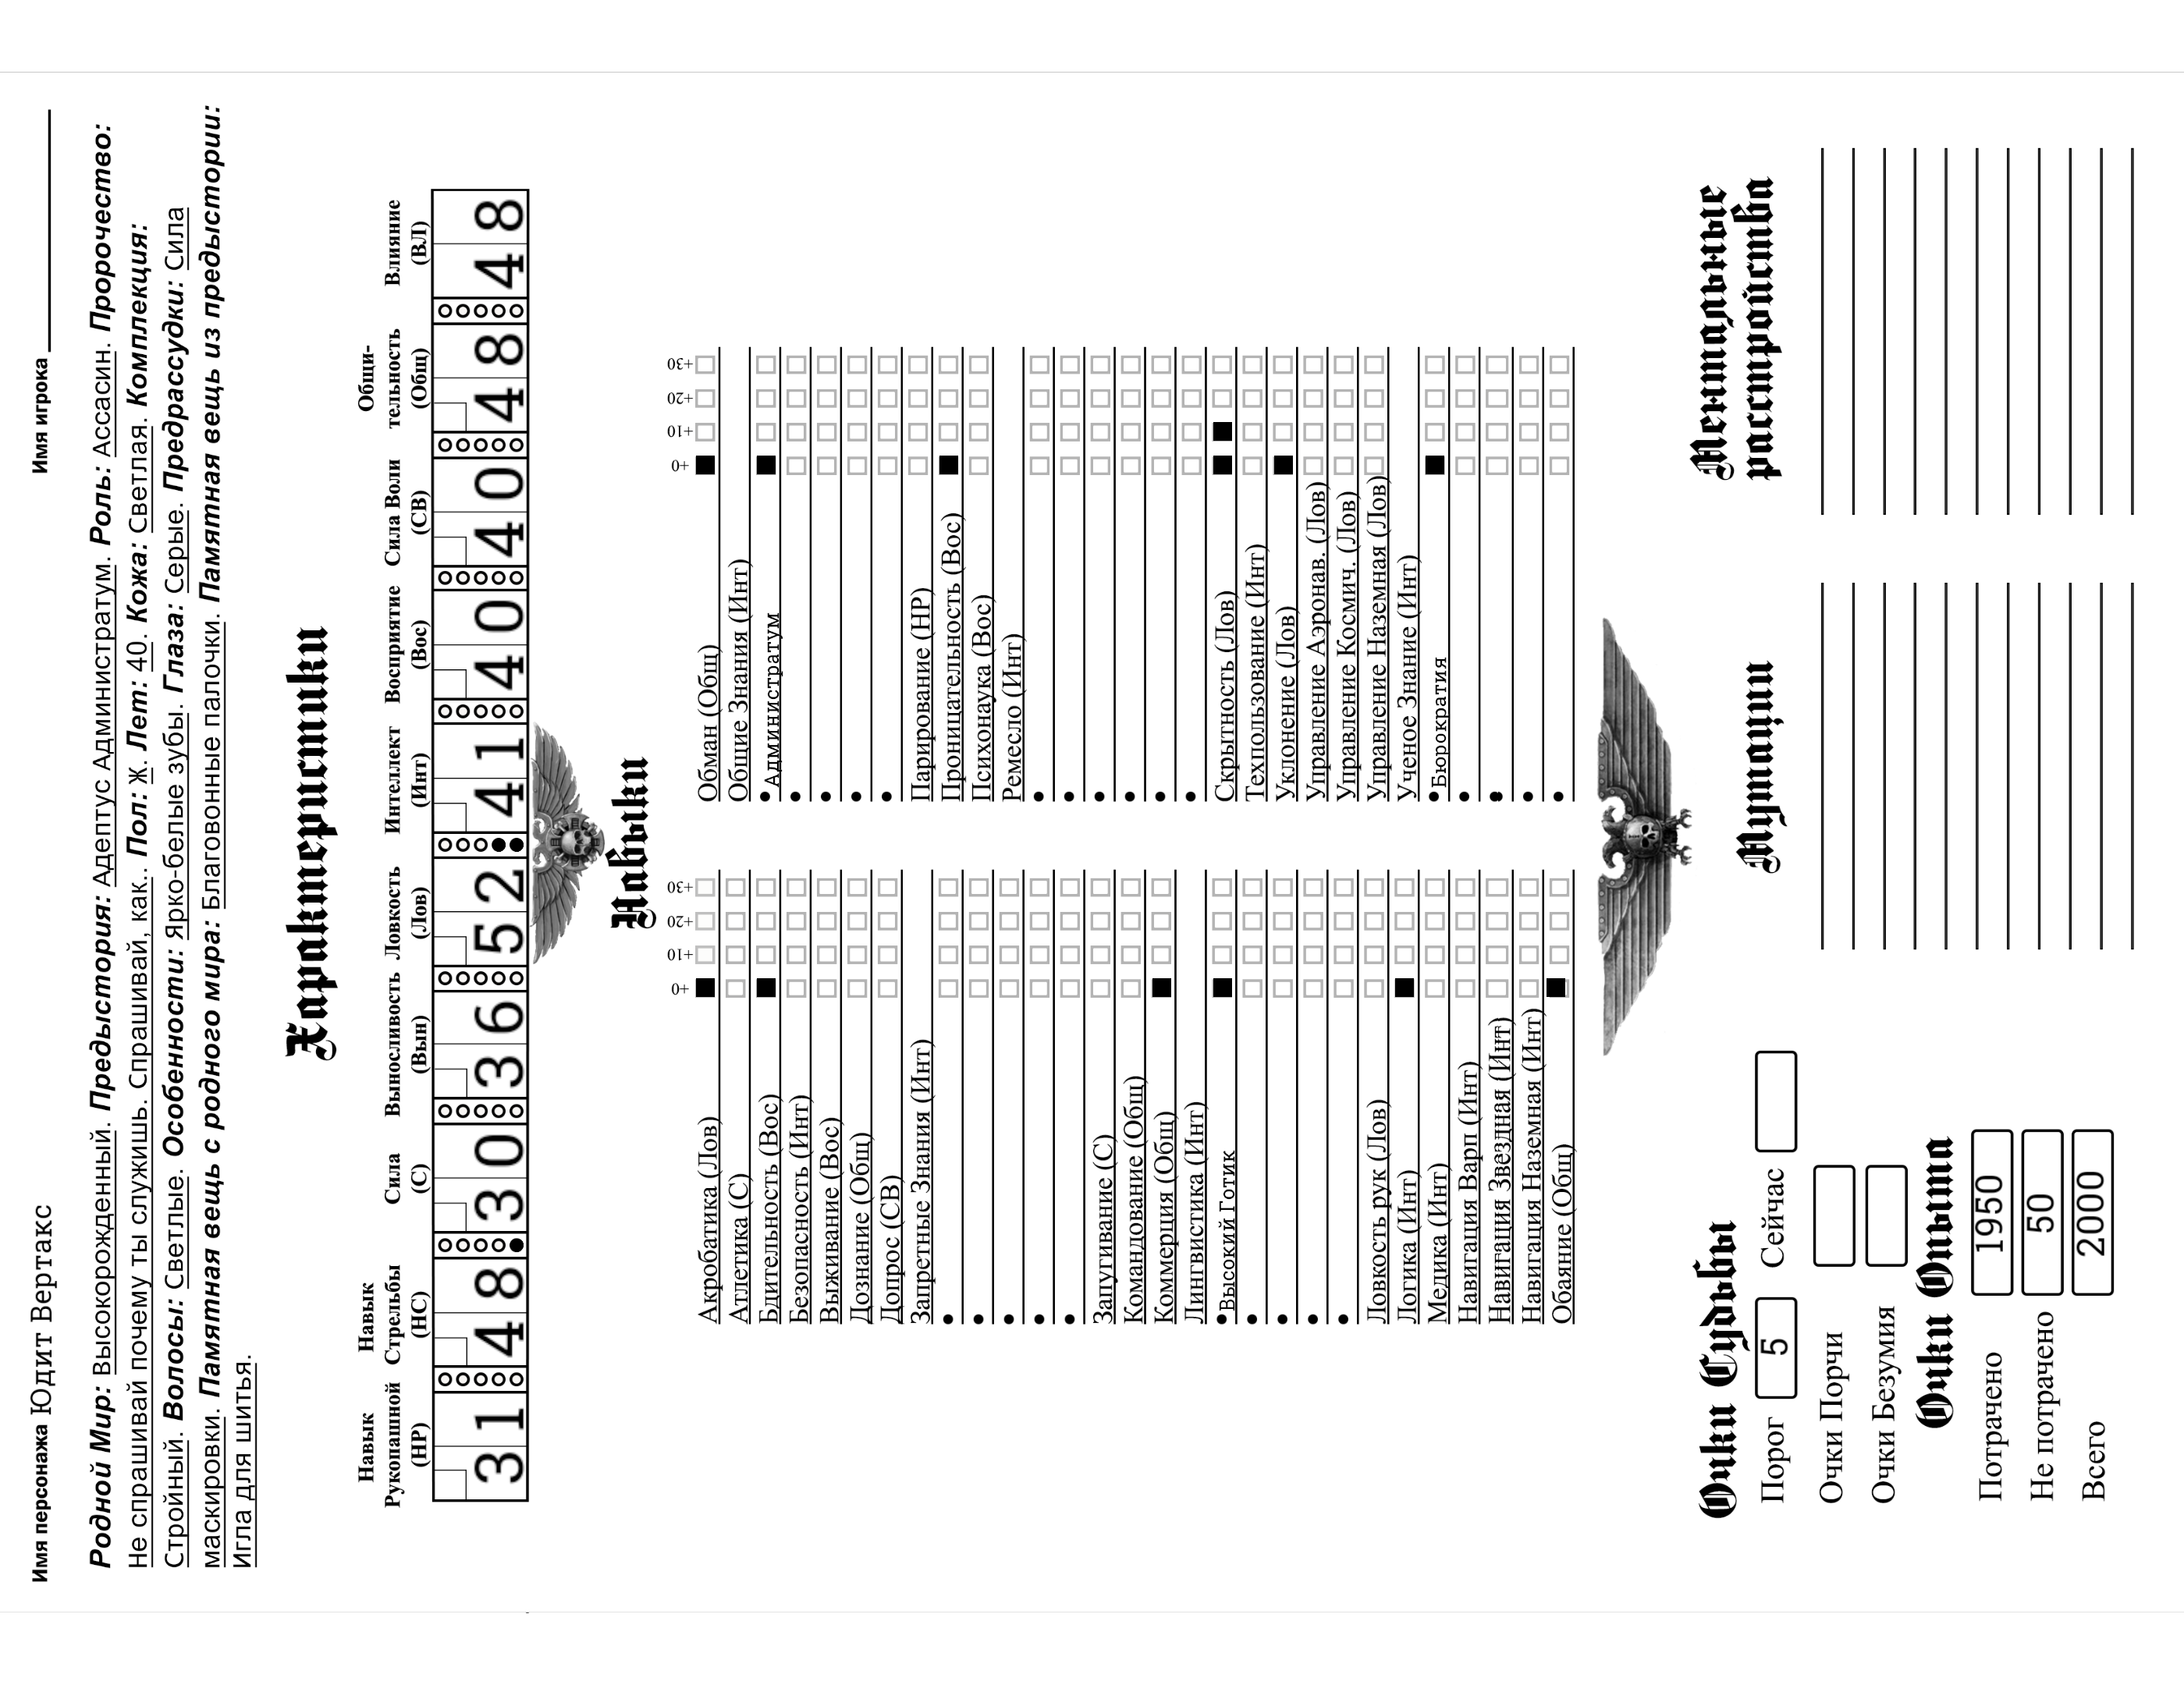 Имя персонажа Юдит Вертакс
Имя игрока
Родной Мир: Высокорожденный. Предыстория: Адептус Администратум. Роль: Ассасин. Пророчество:
Не спрашивай почему ты служишь. Спрашивай, как.. Пол: Ж. Лет: 40. Кожа: Светлая. Комплекция:
Стройный. Волосы: Светлые. Особенности: Ярко-белые зубы. Глаза: Серые. Предрассудки: Сила
маскировки. Памятная вещь с родного мира: Благовонные палочки. Памятная вещь из предыстории:
Игла для шитья.
Характеристики
Навык Рукопашной (НР)
31
Навык Стрельбы (НС)
48
Сила (С)
30
Выносливость (Вын)
36
Ловкость (Лов)
52
Интеллект (Инт)
41
Восприятие (Вос)
40
Сила Воли (СВ)
40
Общи-
тельность
(Общ)
48
Влияние (ВЛ)
48
Навыки
+0 +10 +20 +30
Акробатика (Лов)
Атлетика (С)
Бдительность (Вос)
Безопасность (Инт)
Выживание (Вос)
Дознание (Общ)
Допрос (СВ)
Запретные Знания (Инт)
•
•
•
•
•
Запугивание (С)
Командование (Общ)
Коммерция (Общ)
Лингвистика (Инт)
• Высокий Готик
•
•
•
•
Ловкость рук (Лов)
Логика (Инт)
Медика (Инт)
Навигация Варп (Инт)
Навигация Звездная (Инт)
Навигация Наземная (Инт)
Обаяние (Общ)
+0 +10 +20 +30
Обман (Общ)
Общие Знания (Инт)
• Администратум
•
•
•
•
Парирование (НР)
Проницательность (Вос)
Психонаука (Вос)
Ремесло (Инт)
•
•
•
•
•
•
Скрытность (Лов)
Техпользование (Инт)
Уклонение (Лов)
Управление Аэронав. (Лов)
Управление Космич. (Лов)
Управление Наземная (Лов)
Ученое Знание (Инт)
• Бюрократия
•
•
•
•
Очки Судьбы
Порог 5 Сейчас
Очки Порчи
Очки Безумия
Очки Опыта
Потрачено 1950
Не потрачено 50
Всего 2000
Мутации
Ментальные
расстройства